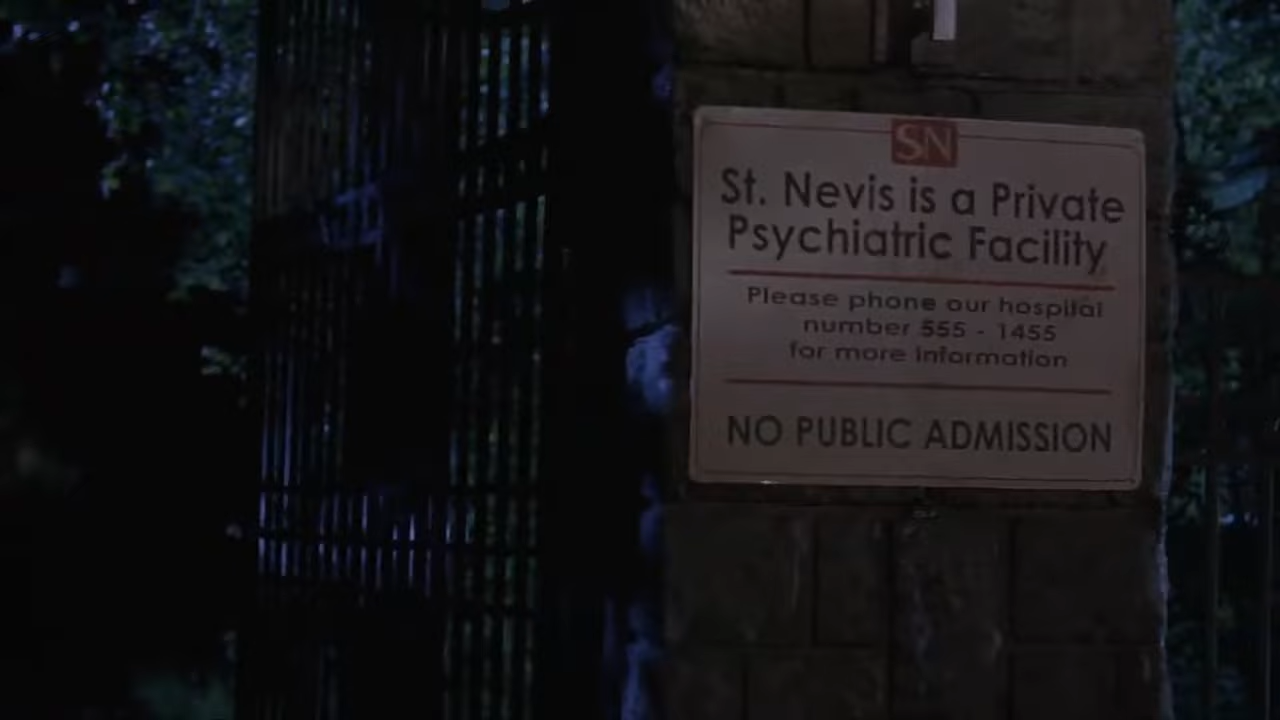 SN
St. Nevis is a Private
Psychiatric Facility
Please phone our hospital
number 555 - 1455
for more information
NO PUBLIC ADMISSION